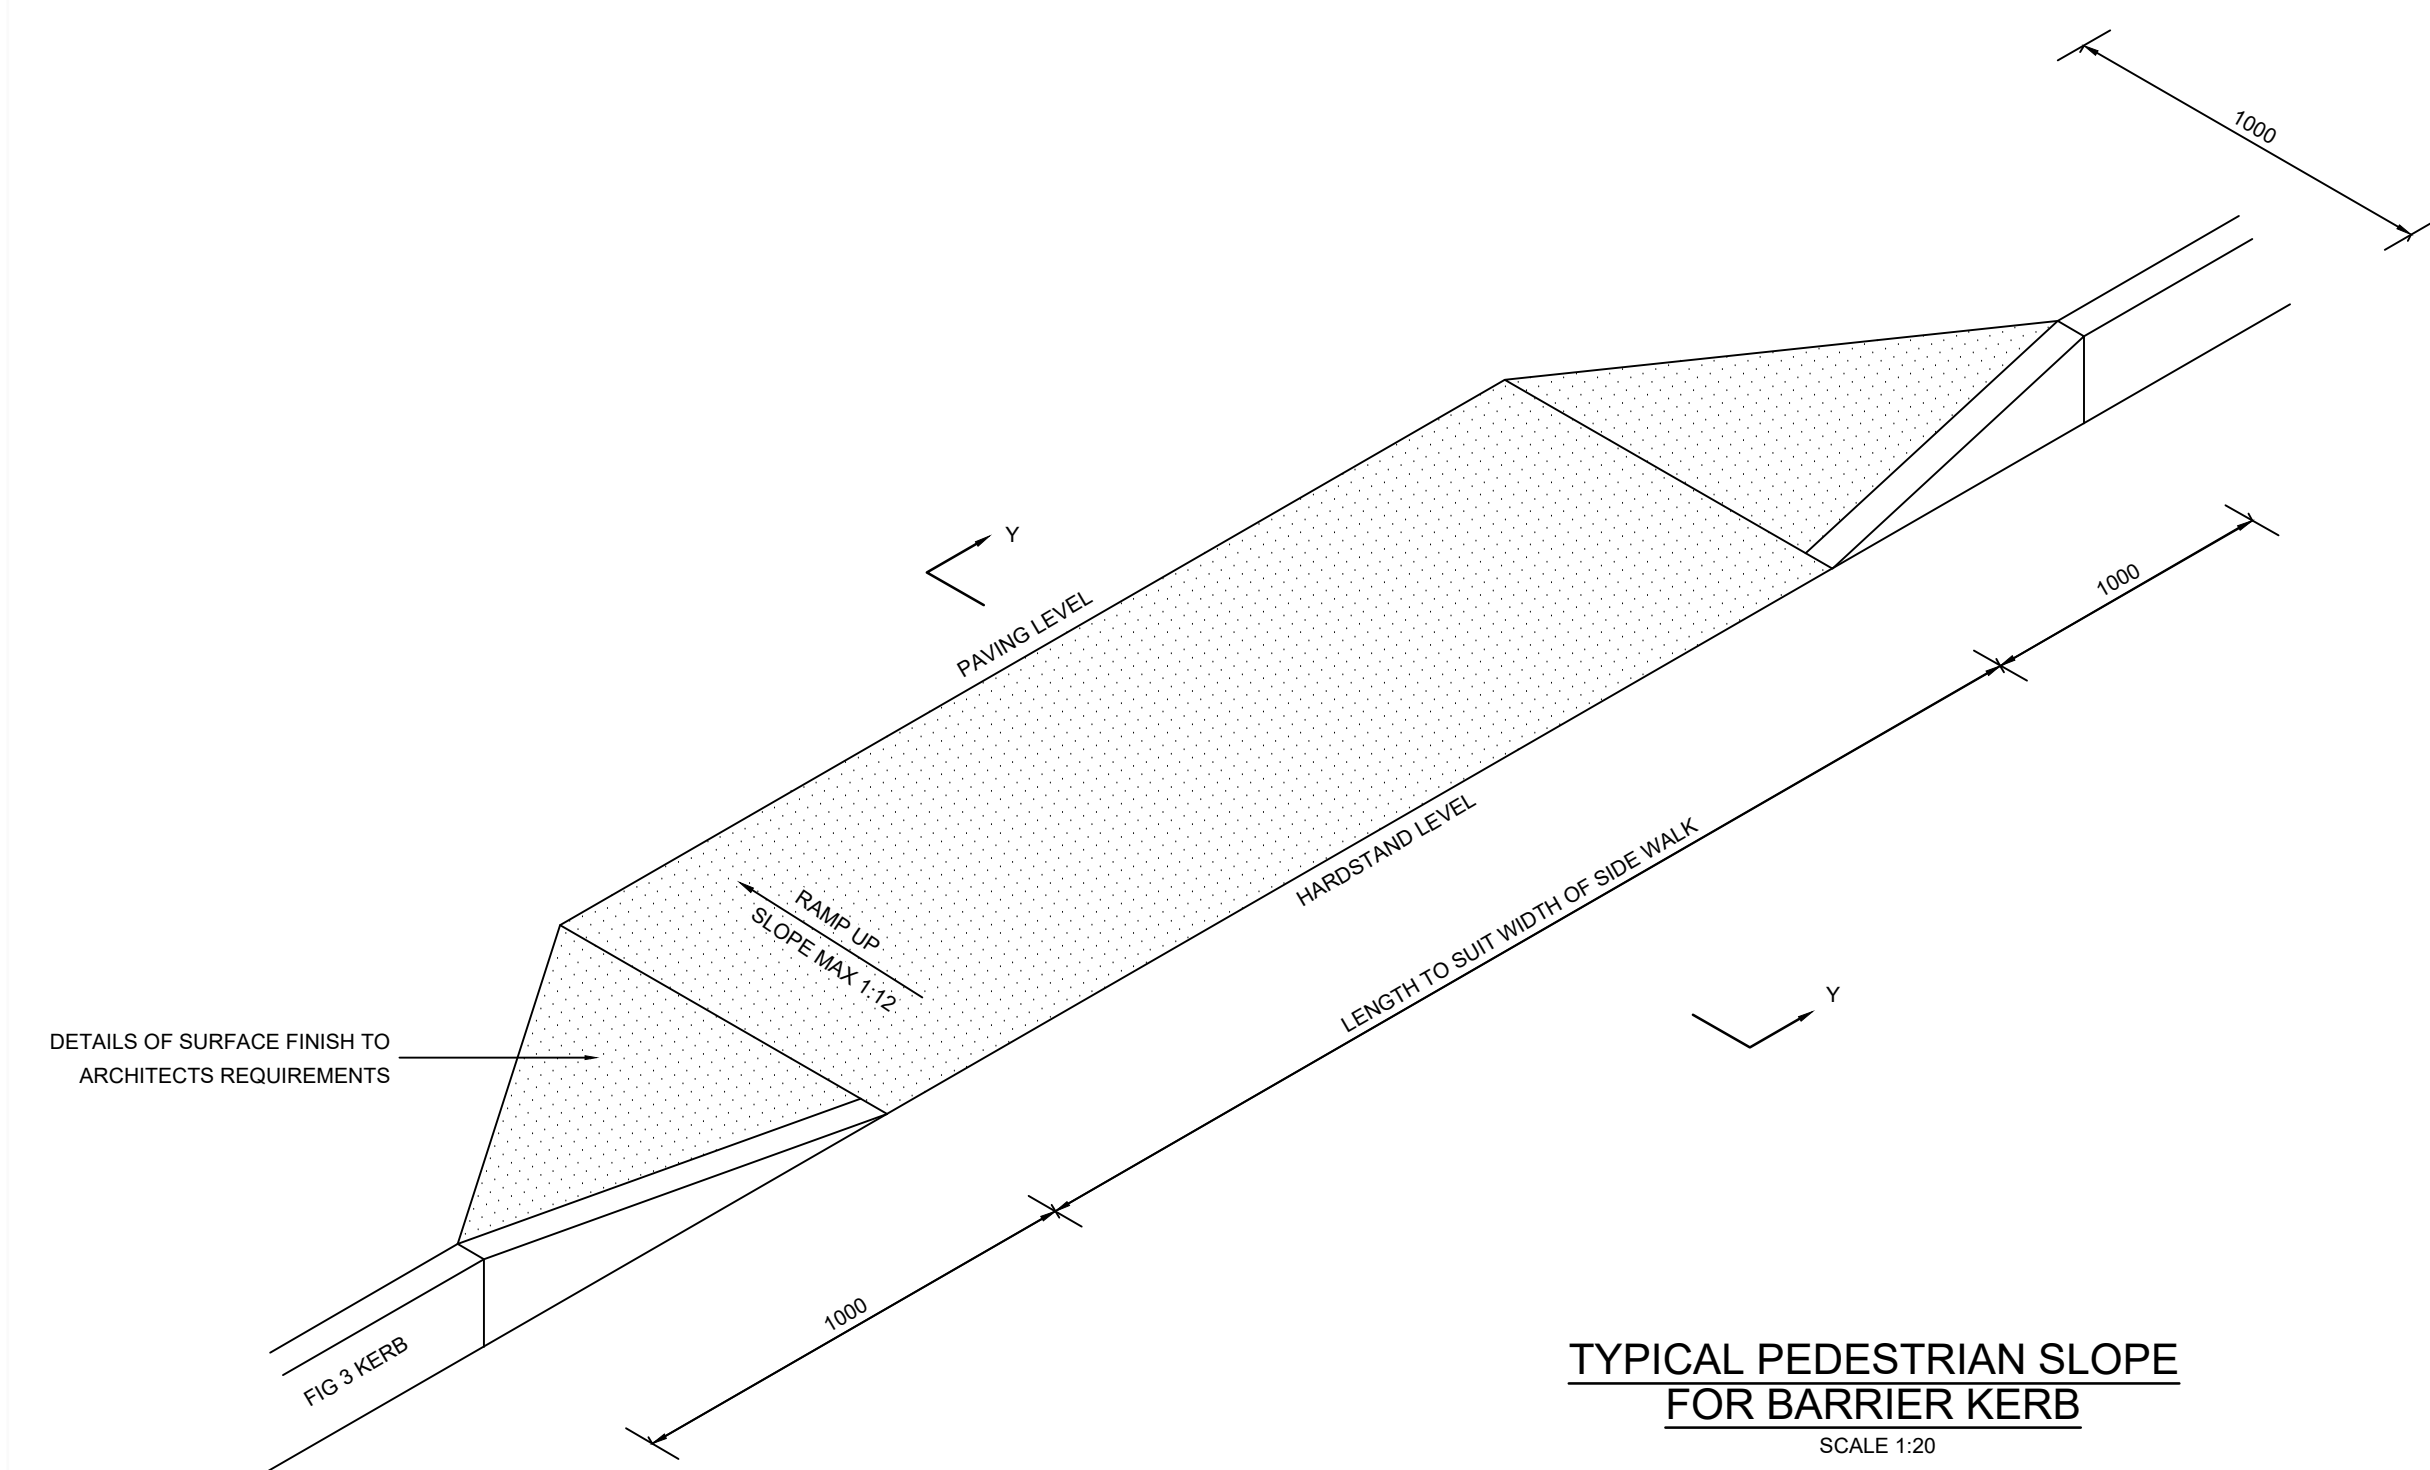 1000
Y
PAVING LEVEL
1000
HARDSTAND LEVEL
LENGTH TO SUIT WIDTH OF SIDE WALK
RAMP UP
SLOPE MAX 1:12
Y
DETAILS OF SURFACE FINISH TO
ARCHITECTS REQUIREMENTS
1000
FIG 3 KERB
TYPICAL PEDESTRIAN SLOPE
FOR BARRIER KERB
SCALE 1:20